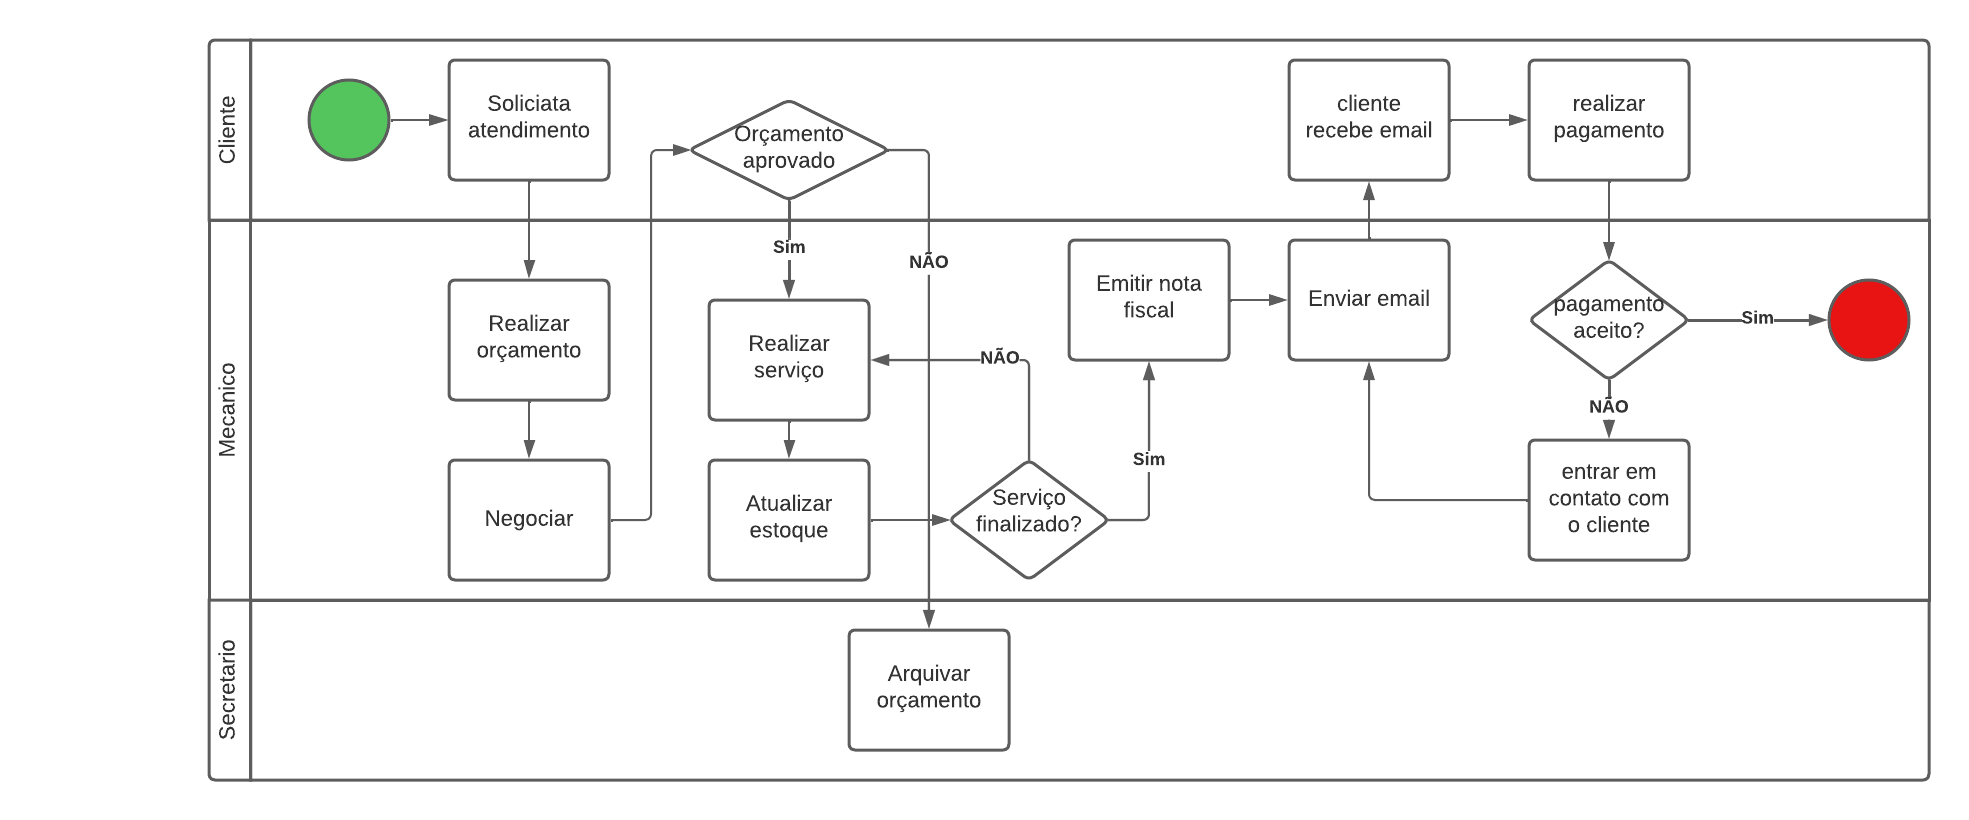 Cliente
Soliciata
atendimento
Orçamento
aprovado
cliente
recebe email
realizar
pagamento
Mecanico
Sim
NÃO
Realizar
orçamento
Negociar
Realizar
serviço
NÃO
Atualizar
estoque
Serviço
finalizado?
Sim
Emitir nota
fiscal
Enviar email
pagamento
aceito?
Sim
NÃO
entrar em
contato com
o cliente
Secretario
Arquivar
orçamento